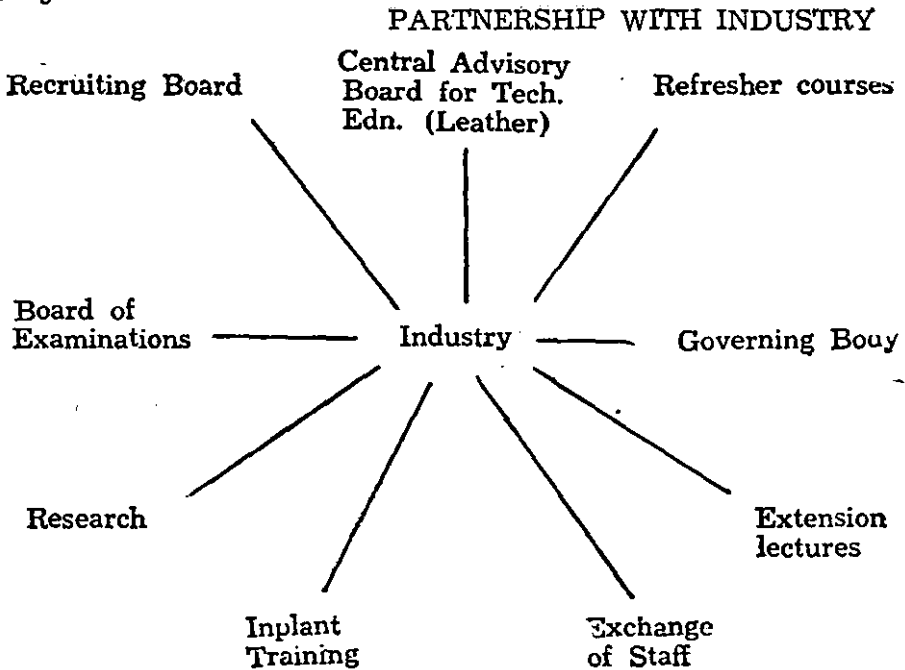 PARTNERSHIP WITH INDUSTRY
Recruiting Board
Central Advisory
Board for Tech.
Edn. (Leather)
Refresher courses
Board of
Examinations
Industry
Governing Bouy
Research
Extension
lectures
Inplant
Training
Exchange
of Staff